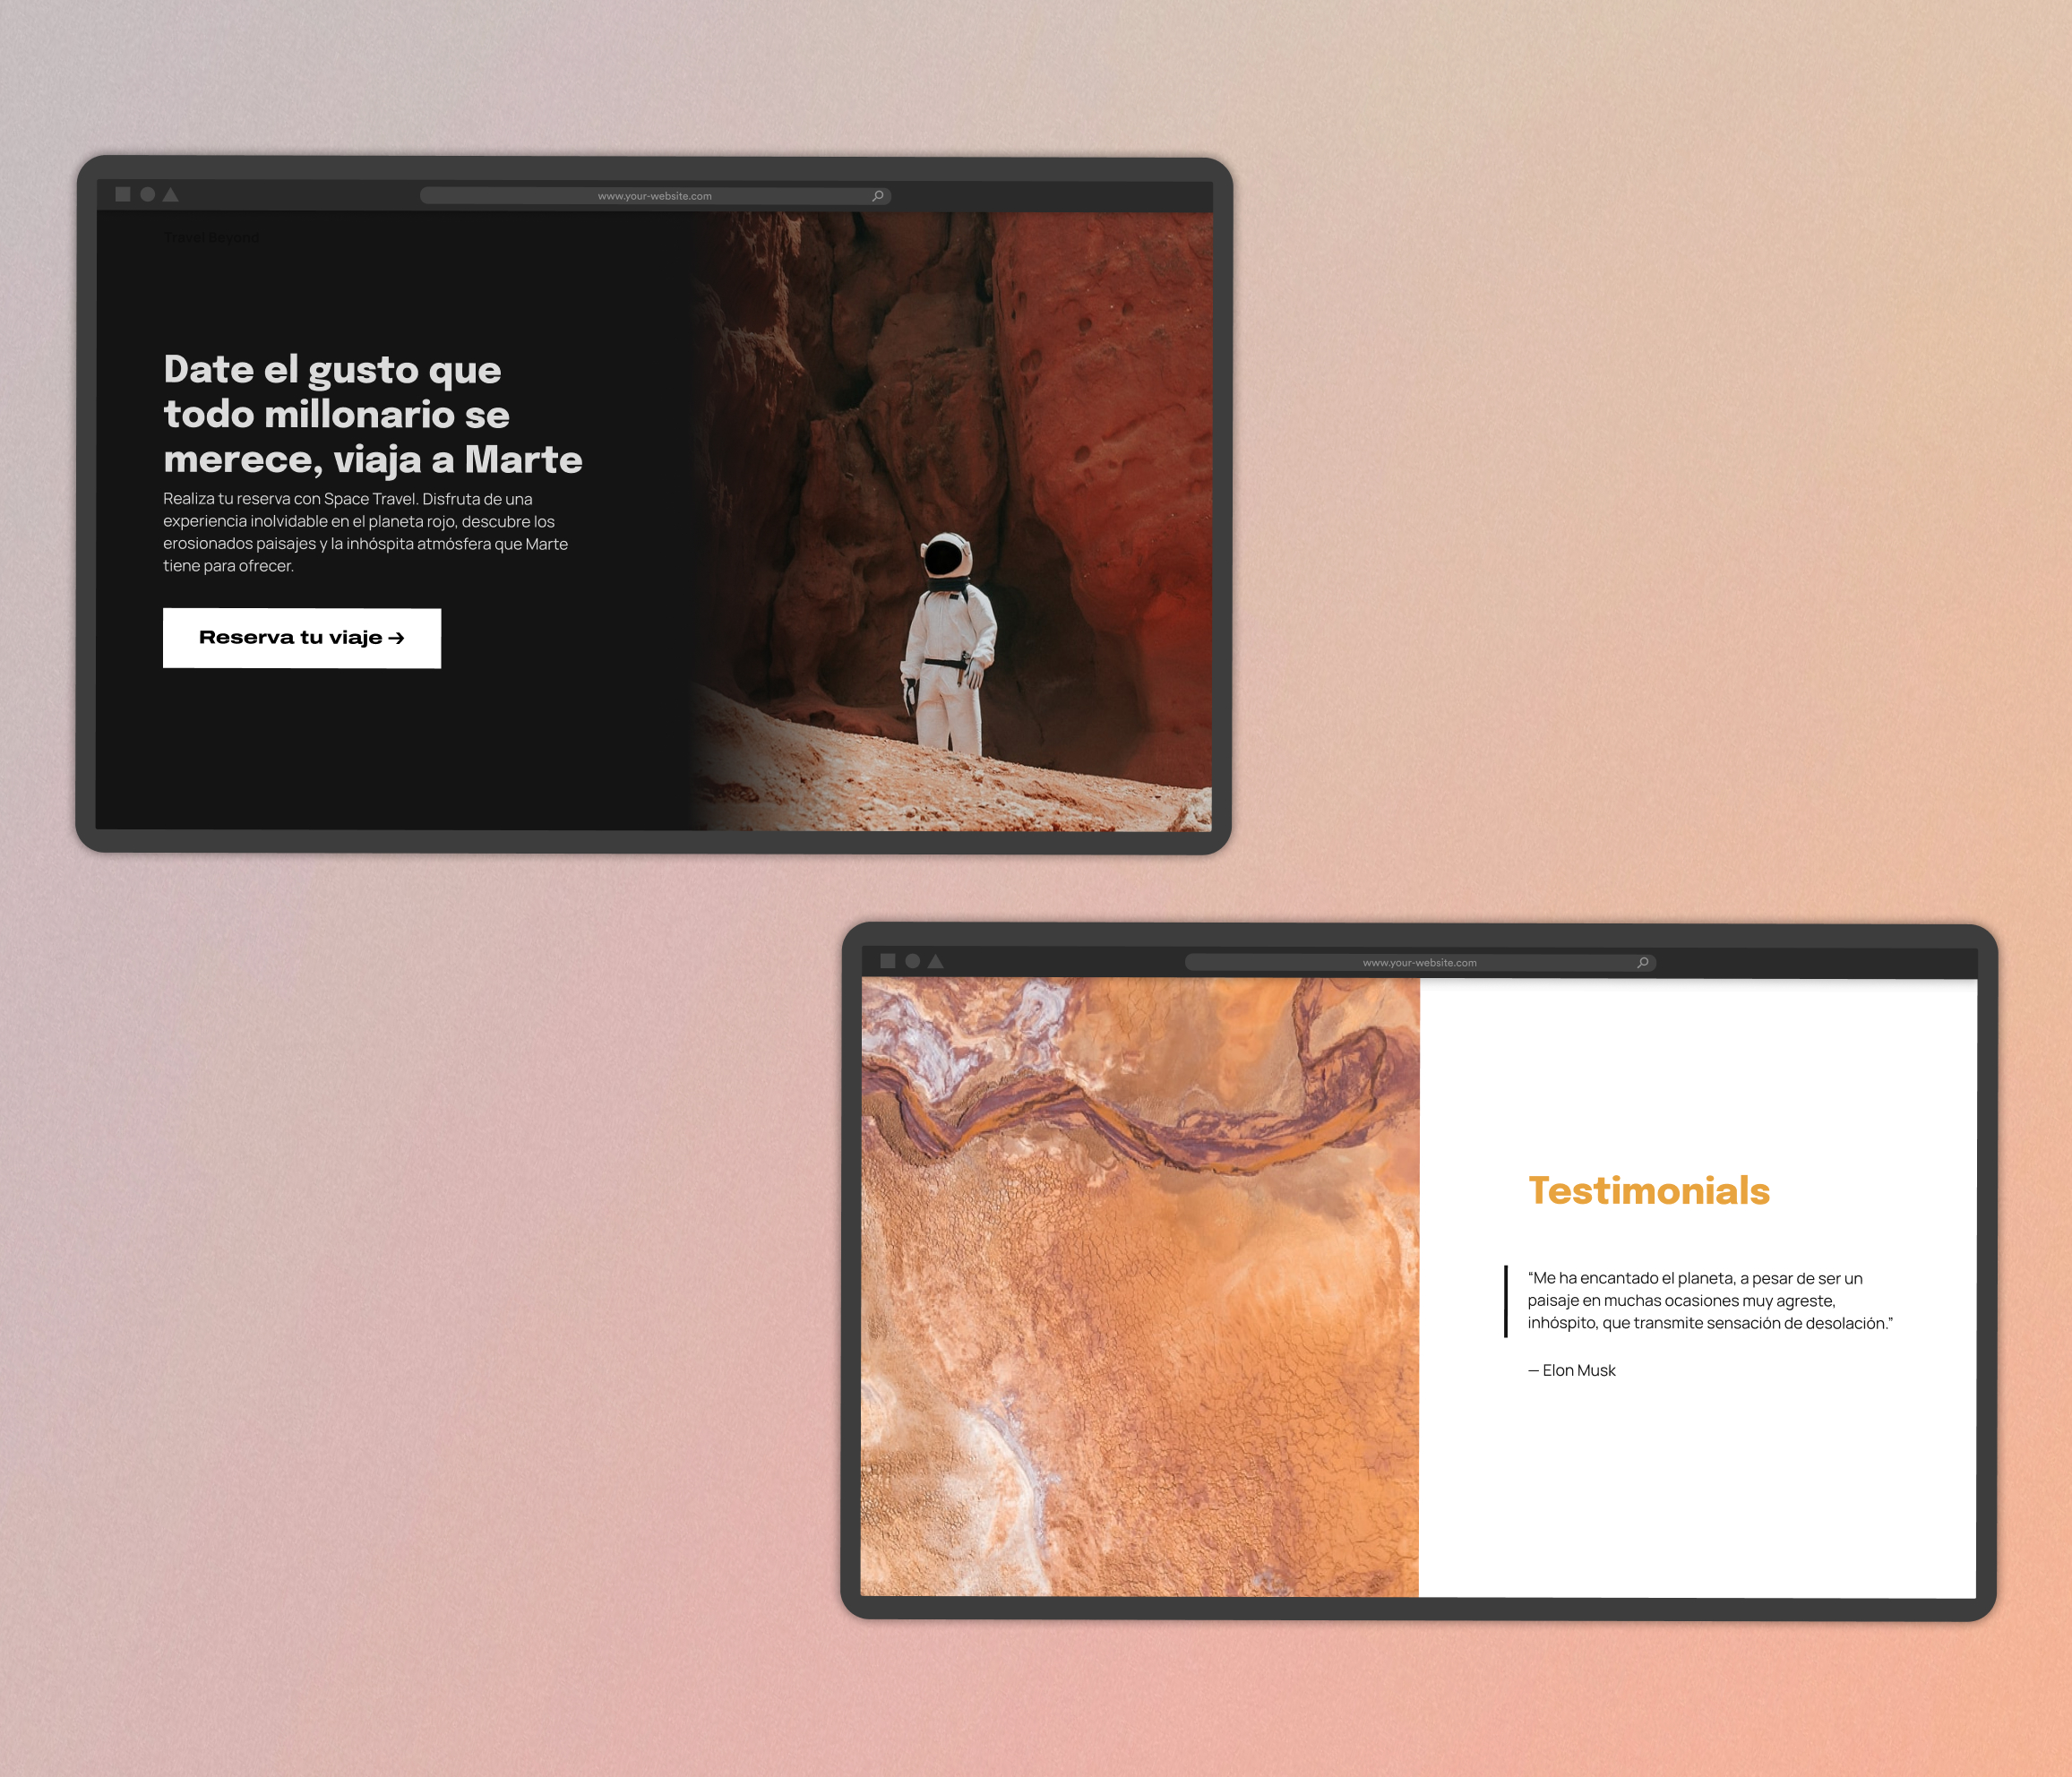 www.your-website.com
Travel Beyond
Date el gusto que
todo millonario se
merece, viaja a Marte
Realiza tu reserva con Space Travel. Disfruta de una
experiencia inolvidable en el planeta rojo, descubre los
erosionados paisajes y la inhóspita atmósfera que Marte
tiene para ofrecer.
Reserva tu viaje →
www.your-website.com
Testimonials
“Me ha encantado el planeta, a pesar de ser un
paisaje en muchas ocasiones muy agreste,
inhóspito, que transmite sensación de desolación.”
— Elon Musk